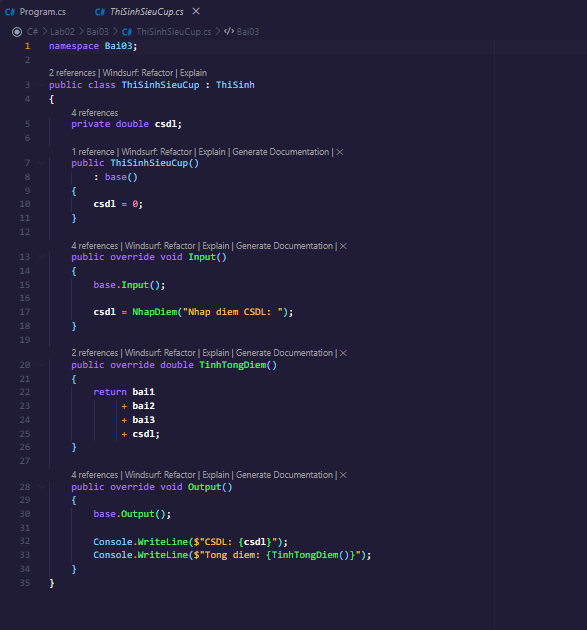 C# Program.cs C# ThiSinhSieuCup.cs ×
C# > Lab02 > Bai03 > C# ThiSinhSieuCup.cs > </> Bai03
1 namespace Bai03;
2
2 references | Windsurf: Refactor | Explain
3 public class ThiSinhSieuCup : ThiSinh
4 {
4 references
5 private double csdl;
6
1 reference | Windsurf: Refactor | Explain | Generate Documentation | ×
7 public ThiSinhSieuCup()
8 : base()
9 {
10 csdl = 0;
11 }
12
4 references | Windsurf: Refactor | Explain | Generate Documentation | ×
13 public override void Input()
14 {
15 base.Input();
16
17 csdl = NhapDiem("Nhap diem CSDL: ");
18 }
19
2 references | Windsurf: Refactor | Explain | Generate Documentation | ×
20 public override double TinhTongDiem()
21 {
22 return bai1
23 + bai2
24 + bai3
25 + csdl;
26 }
27
4 references | Windsurf: Refactor | Explain | Generate Documentation | ×
28 public override void Output()
29 {
30 base.Output();
31
32 Console.WriteLine($"CSDL: {csdl}");
33 Console.WriteLine($"Tong diem: {TinhTongDiem()}");
34 }
35 }